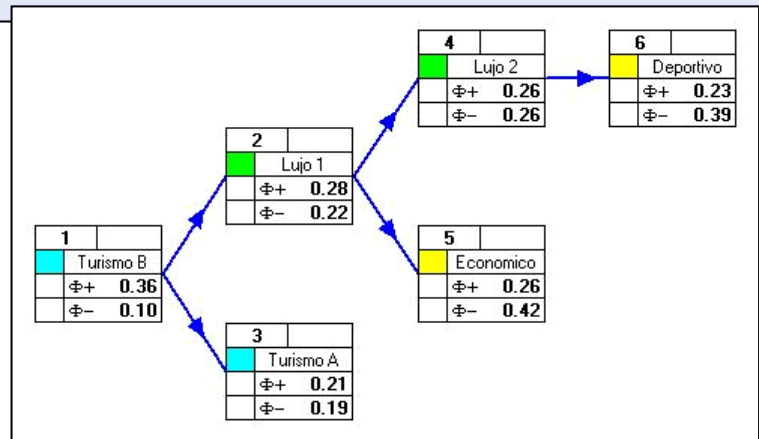 1
Turismo B
Φ+ 0.36
Φ− 0.10
2
Lujo 1
Φ+ 0.28
Φ− 0.22
3
Turismo A
Φ+ 0.21
Φ− 0.19
4
Lujo 2
Φ+ 0.26
Φ− 0.26
5
Economico
Φ+ 0.26
Φ− 0.42
6
Deportivo
Φ+ 0.23
Φ− 0.39